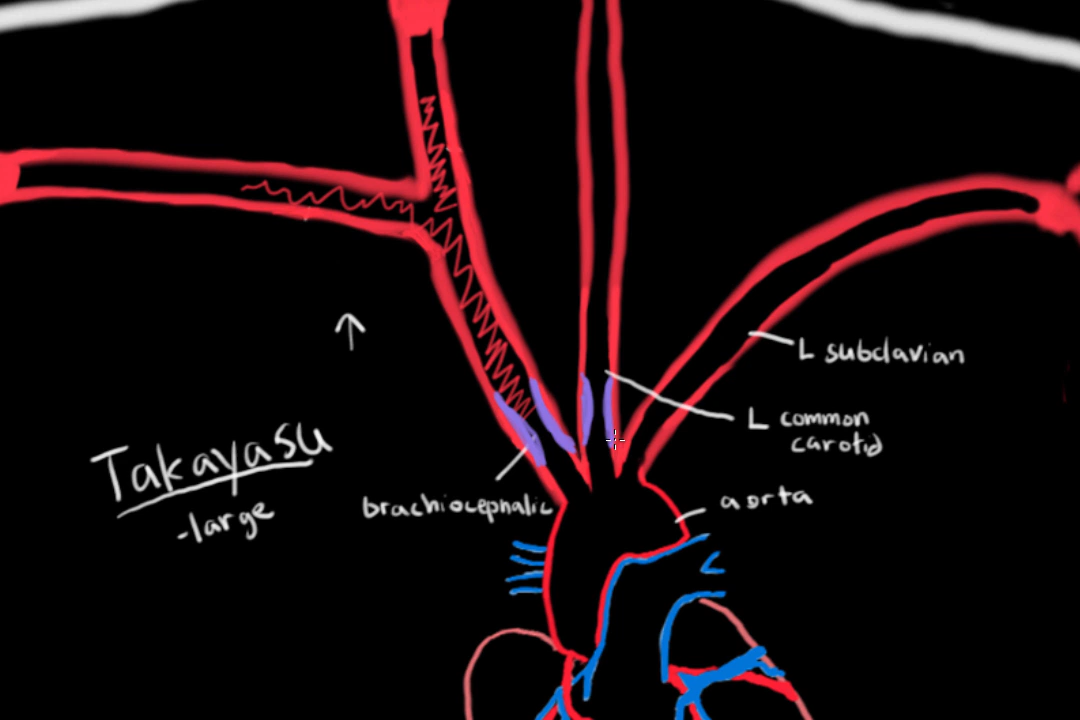 L subclavian
L common
carotid
Takayasu
-large
brachiocephalic
aorta